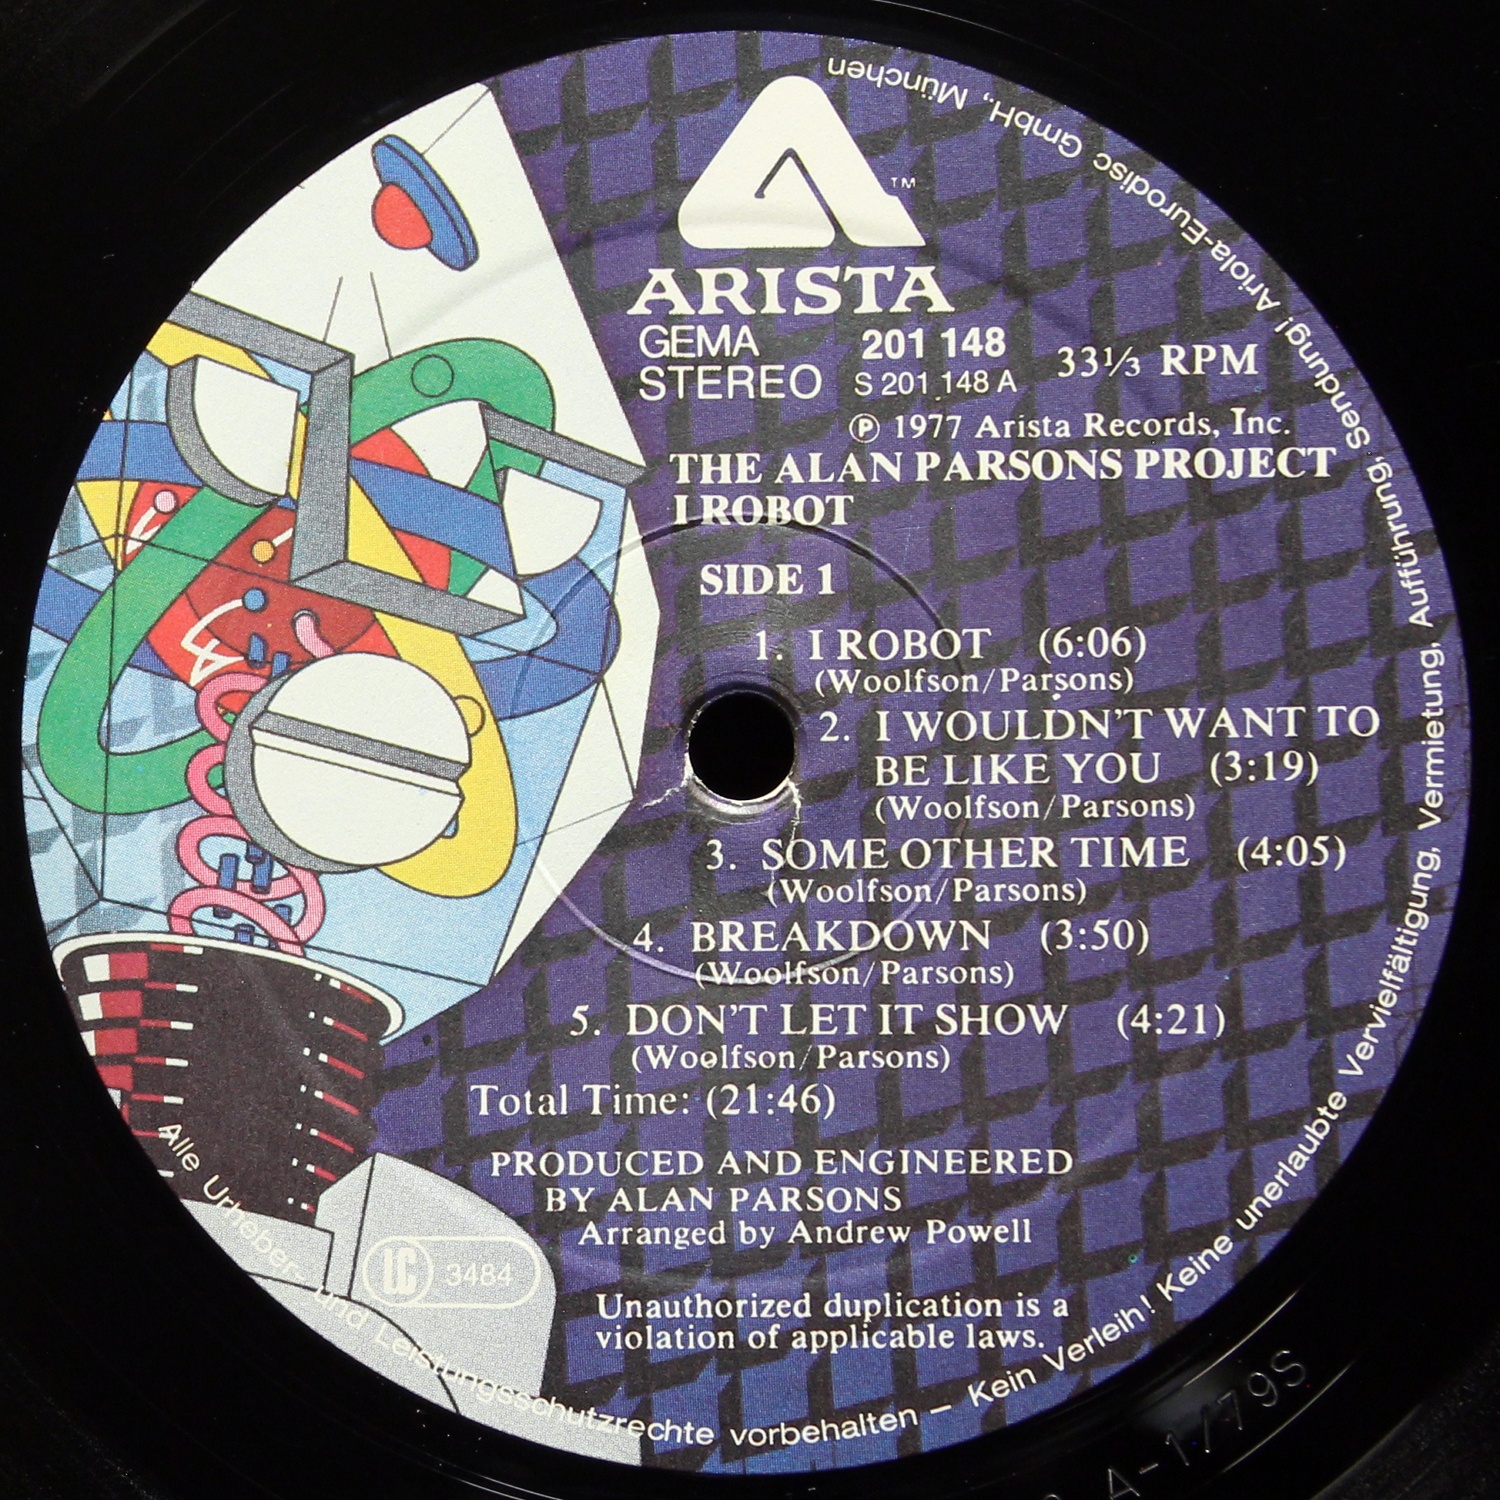 TM
ARISTA
GEMA 201 148 33⅓ RPM
STEREO S 201 148 A
℗ 1977 Arista Records, Inc.
THE ALAN PARSONS PROJECT
I ROBOT
SIDE 1
1. I ROBOT (6:06)
(Woolfson/Parsons)
2. I WOULDN'T WANT TO
BE LIKE YOU (3:19)
(Woolfson/Parsons)
3. SOME OTHER TIME (4:05)
(Woolfson/Parsons)
4. BREAKDOWN (3:50)
(Woolfson/Parsons)
5. DON'T LET IT SHOW (4:21)
(Woolfson/Parsons)
Total Time: (21:46)
PRODUCED AND ENGINEERED
BY ALAN PARSONS
Arranged by Andrew Powell
LC 3484
Unauthorized duplication is a
violation of applicable laws.
Alle Urheber- und Leistungsschutzrechte vorbehalten – Kein Verleih! Keine unerlaubte Vervielfältigung, Vermietung, Aufführung, Sendung! Ariola-Eurodisc GmbH., München
A-1/79S